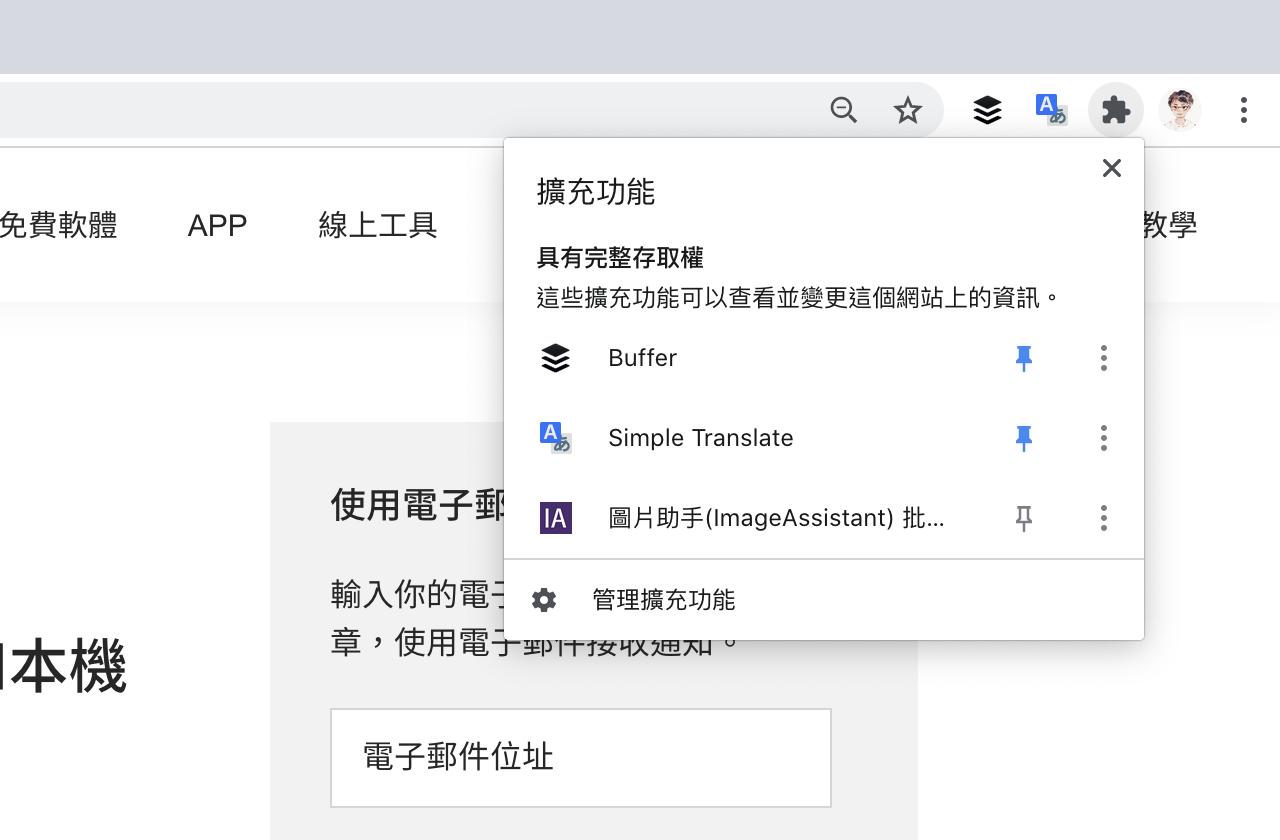 免費軟體 APP 線上工具 教學
擴充功能
具有完整存取權
這些擴充功能可以查看並變更這個網站上的資訊。
Buffer
Simple Translate
IA 圖片助手(ImageAssistant) 批...
管理擴充功能
使用電子郵
輸入你的電子
章，使用電子郵件接收通知。
本機
電子郵件位址